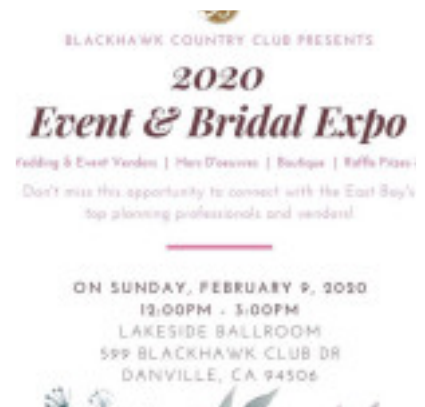 BLACKHAWK COUNTRY CLUB PRESENTS
2020
Event & Bridal Expo
Wedding & Event Vendors | Hors D'oeuvres | Boutique | Raffle Prizes
Don't miss this opportunity to connect with the East Bay's
top planning professionals and vendors!
ON SUNDAY, FEBRUARY 9, 2020
12:00PM - 3:00PM
LAKESIDE BALLROOM
599 BLACKHAWK CLUB DR
DANVILLE, CA 94506